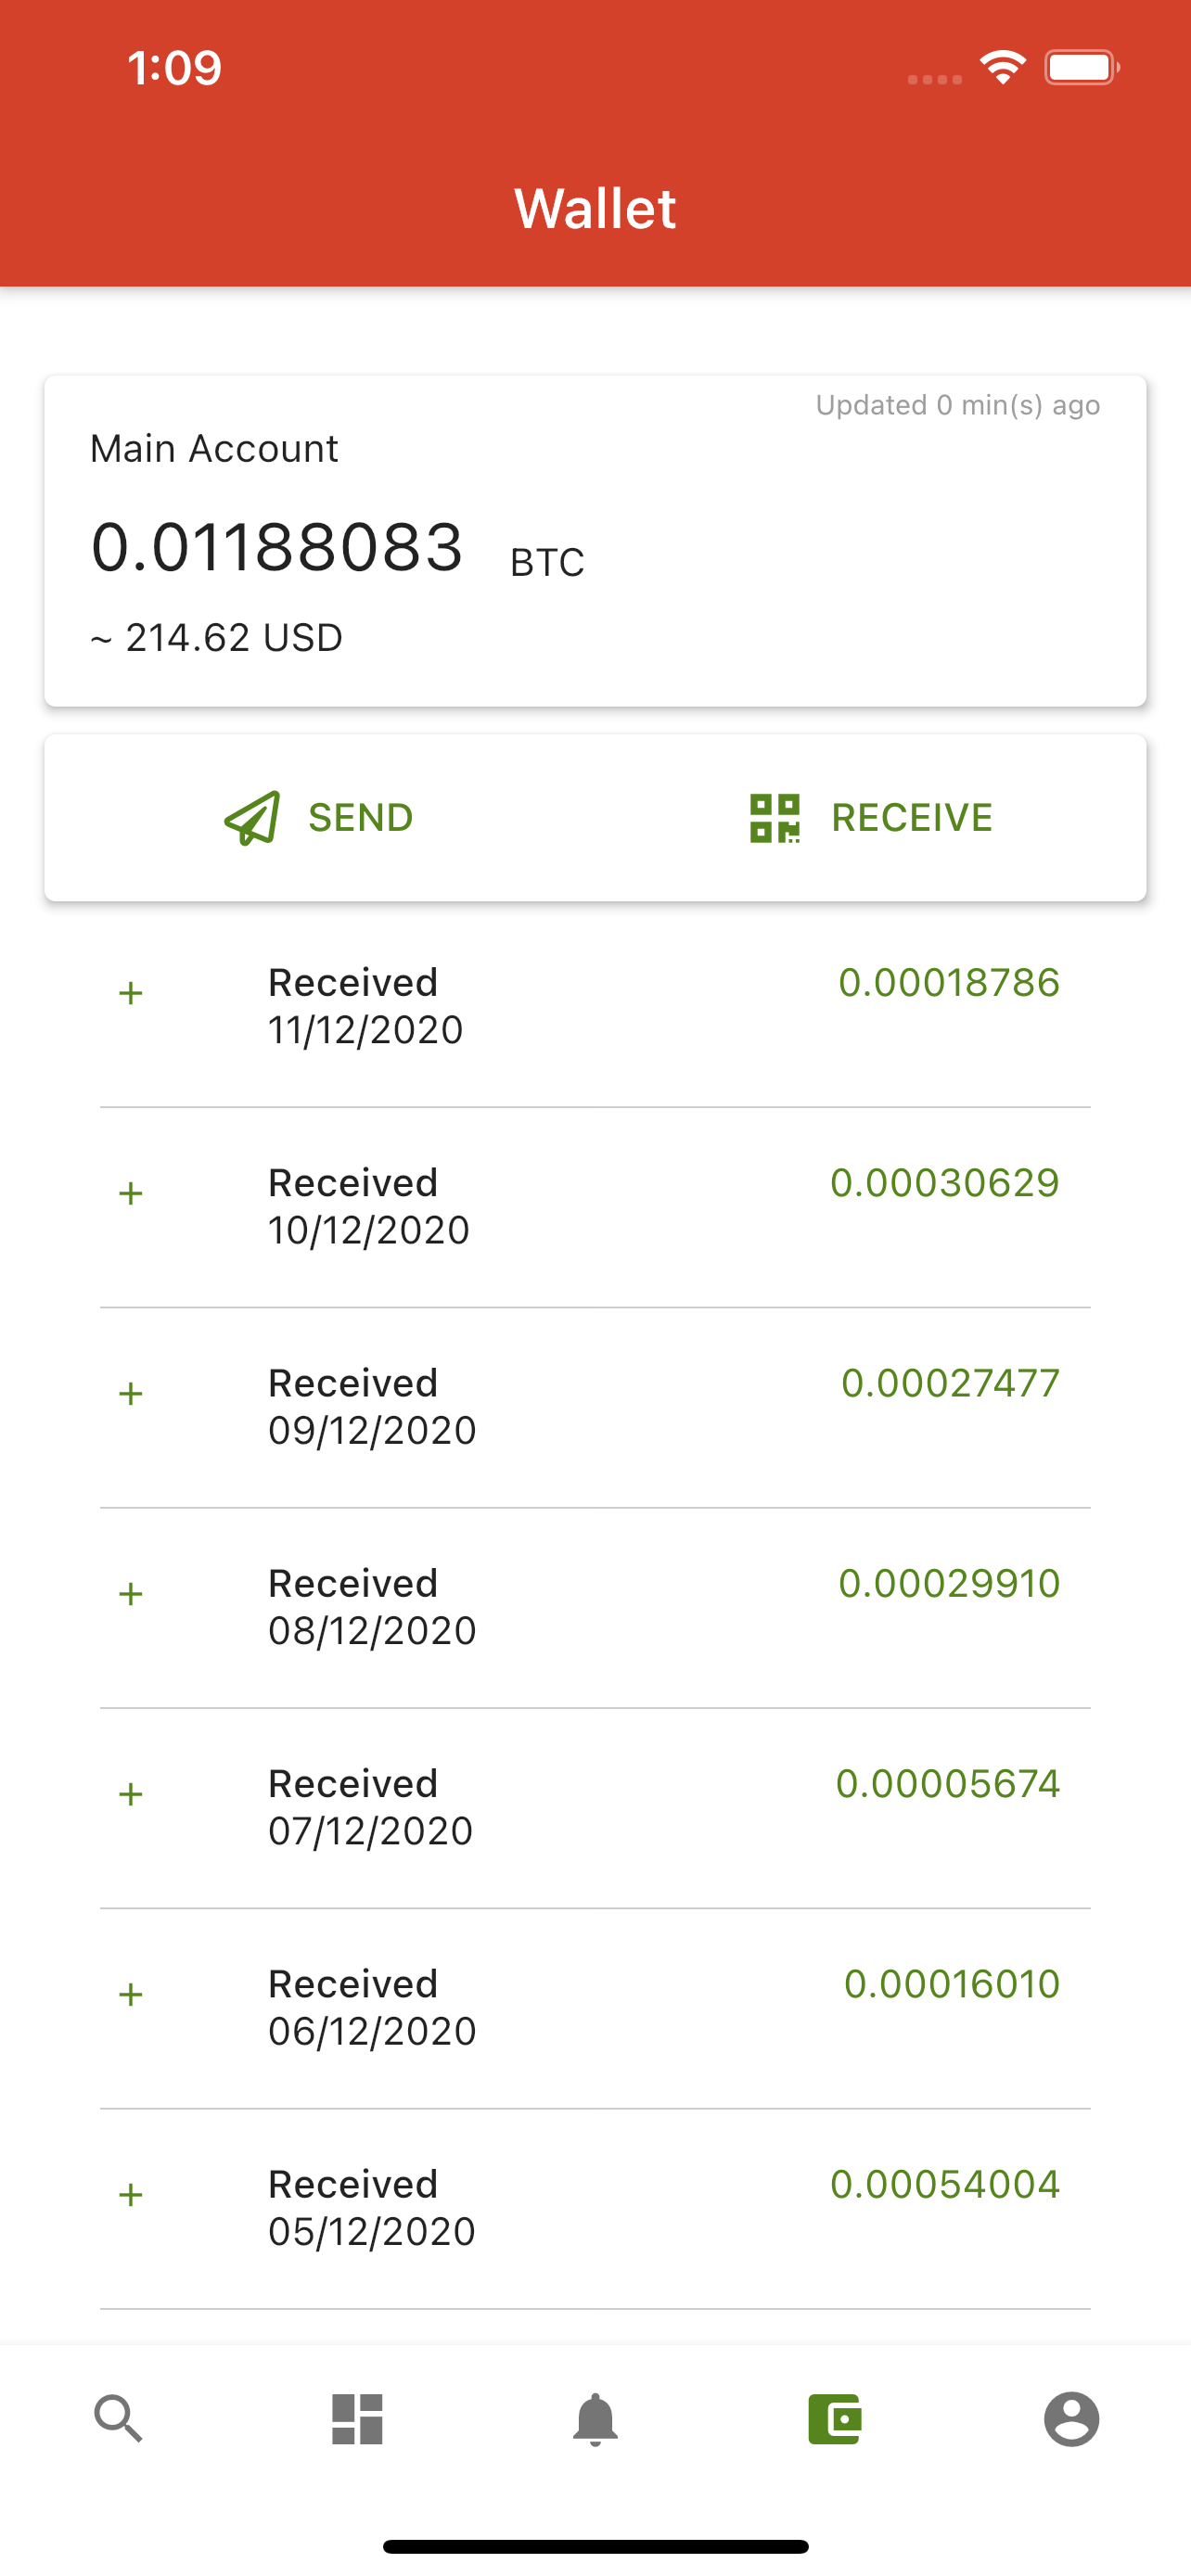 1:09
Wallet
Updated 0 min(s) ago
Main Account
0.01188083 BTC
~ 214.62 USD
SEND RECEIVE
+ Received 0.00018786
11/12/2020
+ Received 0.00030629
10/12/2020
+ Received 0.00027477
09/12/2020
+ Received 0.00029910
08/12/2020
+ Received 0.00005674
07/12/2020
+ Received 0.00016010
06/12/2020
+ Received 0.00054004
05/12/2020